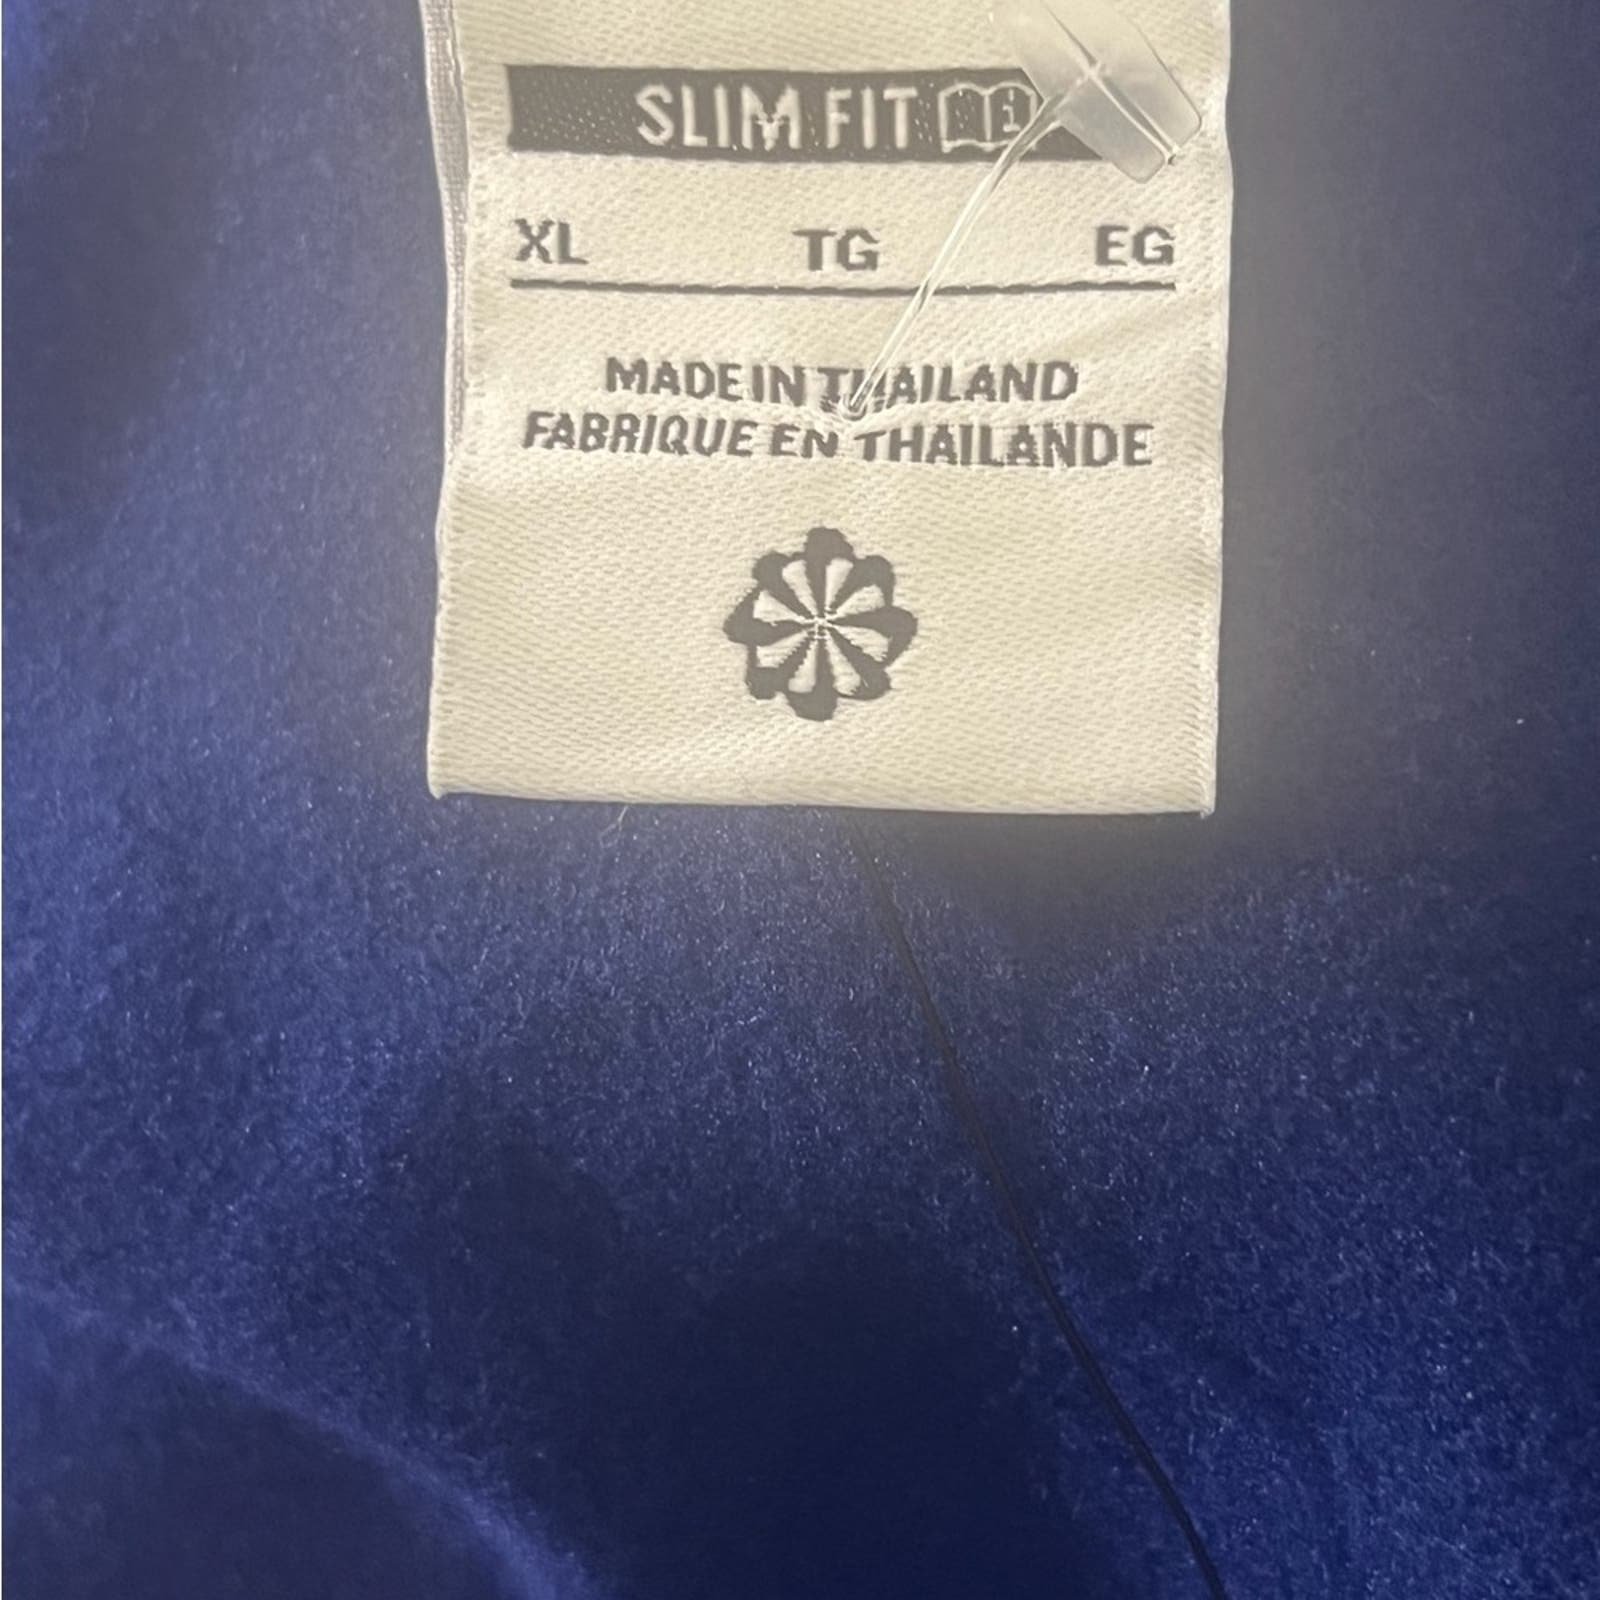 SLIM FIT
XL TG EG
MADE IN THAILAND
FABRIQUE EN THAILANDE